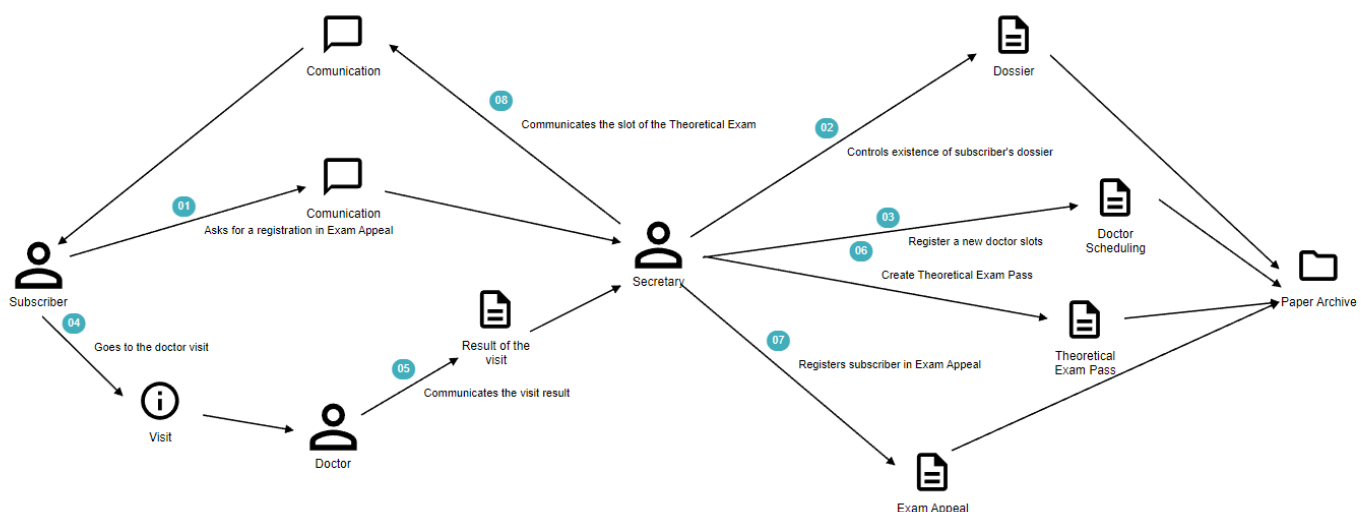 Comunication
Dossier
08
Communicates the slot of the Theoretical Exam
02
Controls existence of subscriber's dossier
01
Comunication
Asks for a registration in Exam Appeal
03
Register a new doctor slots
Doctor
Scheduling
06
Create Theoretical Exam Pass
Subscriber
Secretary
Paper Archive
04
Goes to the doctor visit
Result of the
visit
07
Registers subscriber in Exam Appeal
Theoretical
Exam Pass
05
Communicates the visit result
Visit
Doctor
Exam Appeal